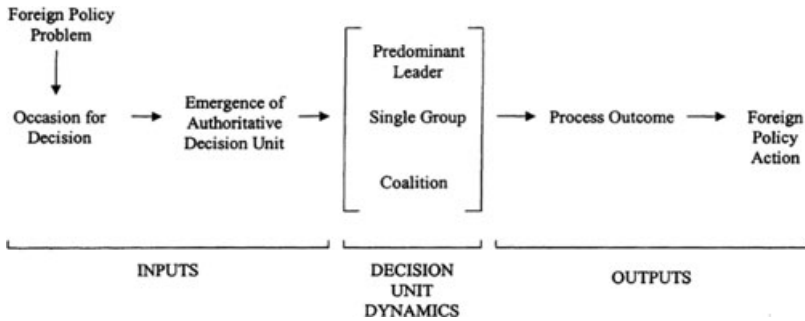 Foreign Policy
Problem
Occasion for
Decision
Emergence of
Authoritative
Decision Unit
Predominant
Leader
Single Group
Coalition
Process Outcome
Foreign
Policy
Action
INPUTS
DECISION
UNIT
DYNAMICS
OUTPUTS